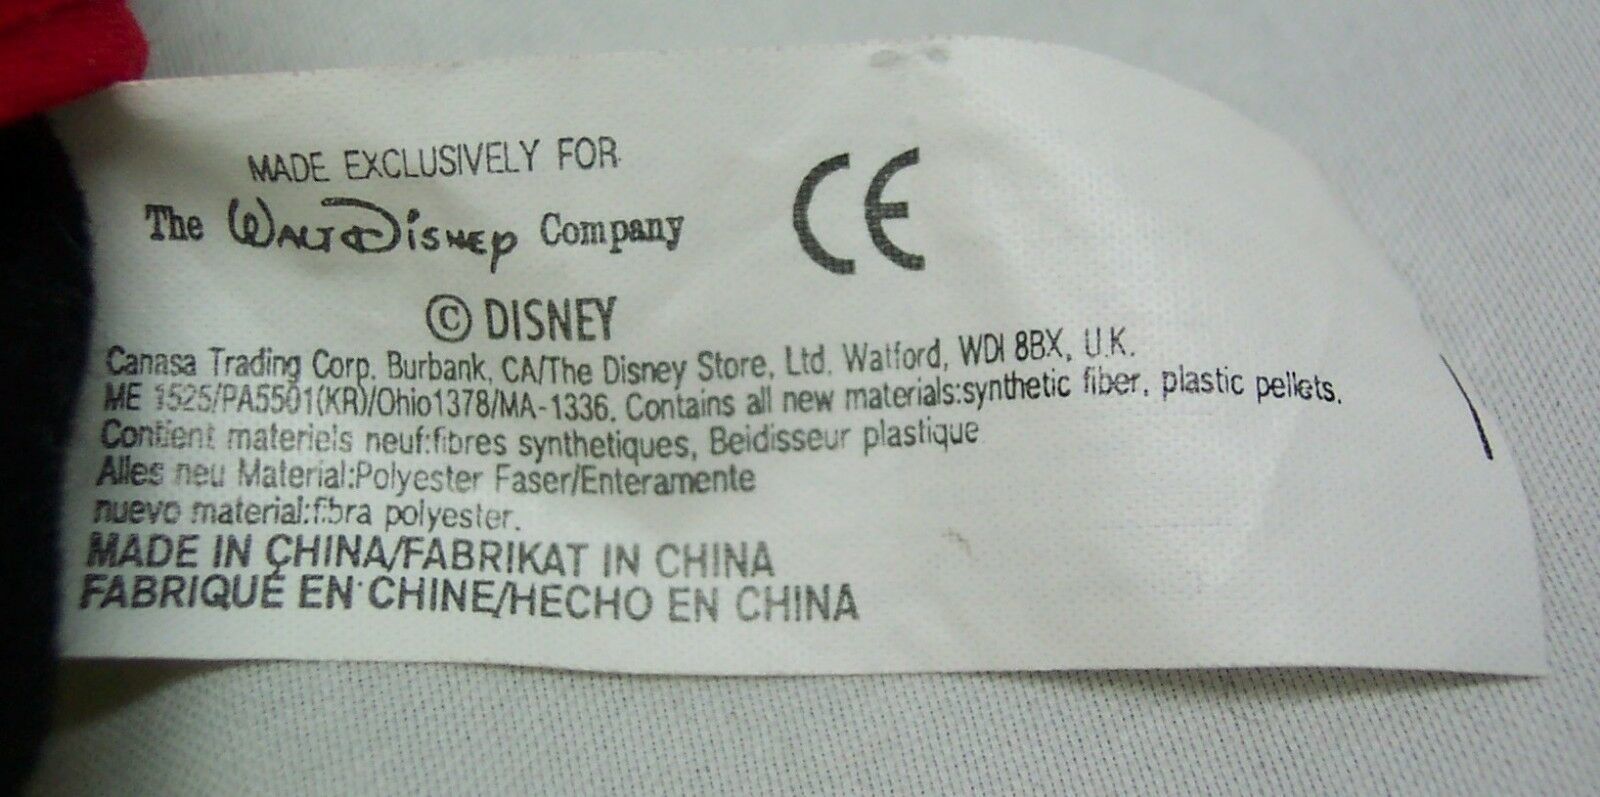 MADE EXCLUSIVELY FOR
The Walt Disney Company
CE
© DISNEY
Canasa Trading Corp. Burbank, CA/The Disney Store, Ltd. Watford, WDI 8BX, U.K.
ME 1525/PA5501(KR)/Ohio1378/MA-1336. Contains all new materials:synthetic fiber, plastic pellets.
Contient materiels neuf:fibres synthetiques, Beidisseur plastique
Alles neu Material:Polyester Faser/Enteramente
nuevo material:fibra polyester.
MADE IN CHINA/FABRIKAT IN CHINA
FABRIQUE EN CHINE/HECHO EN CHINA